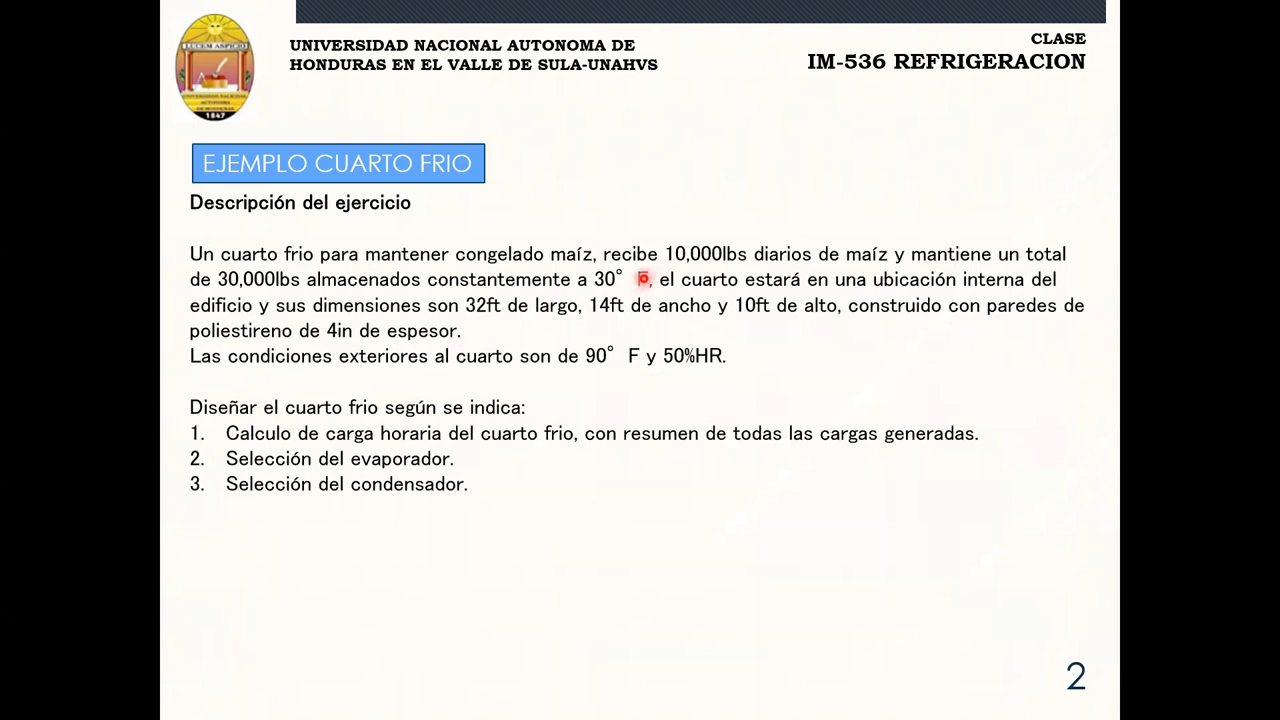 UNIVERSIDAD NACIONAL AUTONOMA DE
HONDURAS EN EL VALLE DE SULA-UNAHVS
CLASE
IM-536 REFRIGERACION
LUCEM ASPICIO
1847
EJEMPLO CUARTO FRIO
Descripción del ejercicio
Un cuarto frio para mantener congelado maíz, recibe 10,000lbs diarios de maíz y mantiene un total
de 30,000lbs almacenados constantemente a 30° F, el cuarto estará en una ubicación interna del
edificio y sus dimensiones son 32ft de largo, 14ft de ancho y 10ft de alto, construido con paredes de
poliestireno de 4in de espesor.
Las condiciones exteriores al cuarto son de 90° F y 50%HR.
Diseñar el cuarto frio según se indica:
1. Calculo de carga horaria del cuarto frio, con resumen de todas las cargas generadas.
2. Selección del evaporador.
3. Selección del condensador.
2